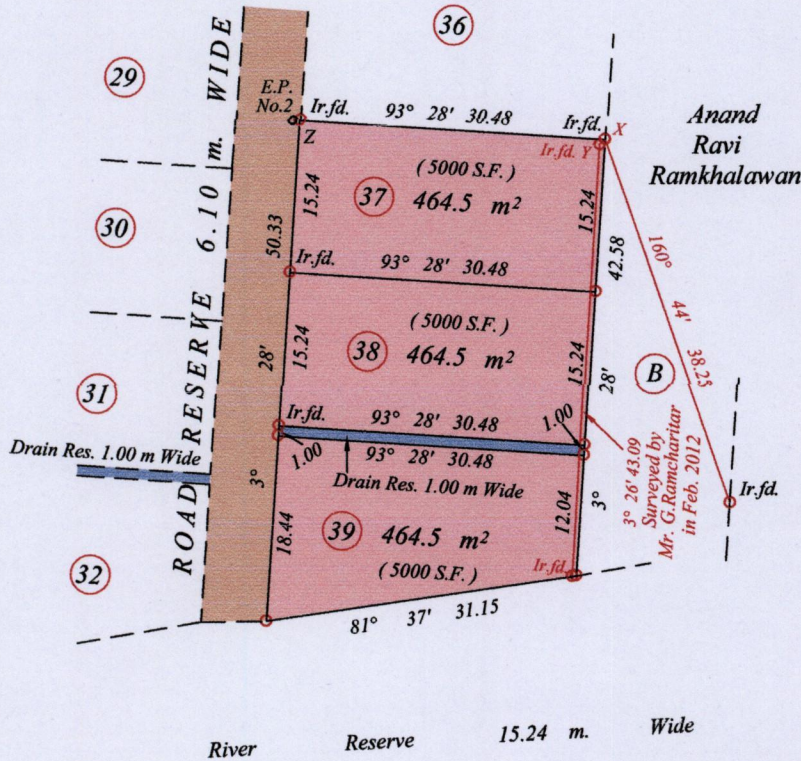 36
29
ROAD RESERVE 6.10 m. WIDE
E.P.
No.2
Ir.fd.
93° 28' 30.48
Ir.fd.
X
Ir.fd. Y
Z
Anand
Ravi
Ramkhalawan
(5000 S.F.)
37 464.5 m²
15.24
15.24
30
50.33
42.58
160° 44' 38.25
Ir.fd.
93° 28' 30.48
(5000 S.F.)
38 464.5 m²
15.24
15.24
28'
28'
B
31
Ir.fd.
93° 28' 30.48
1.00
1.00
93° 28' 30.48
Drain Res. 1.00 m Wide
Drain Res. 1.00 m Wide
3°
3°
3° 26' 43.09
Surveyed by
Mr. G.Ramcharitar
in Feb. 2012
Ir.fd.
18.44
12.04
39 464.5 m²
(5000 S.F.)
32
Ir.fd.
81° 37' 31.15
River Reserve 15.24 m. Wide